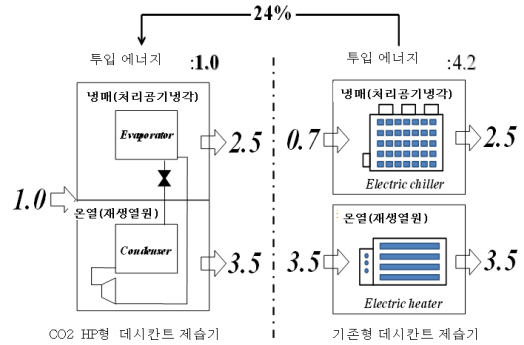 24%
투입 에너지 :1.0
냉매(처리공기냉각)
Evaporator
2.5
1.0
온열(재생열원)
Condenser
3.5
CO2 HP형 데시칸트 제습기
투입 에너지 :4.2
냉매(처리공기냉각)
0.7
2.5
Electric chiller
: 온열(재생열원)
3.5
3.5
Electric heater
기존형 데시칸트 제습기